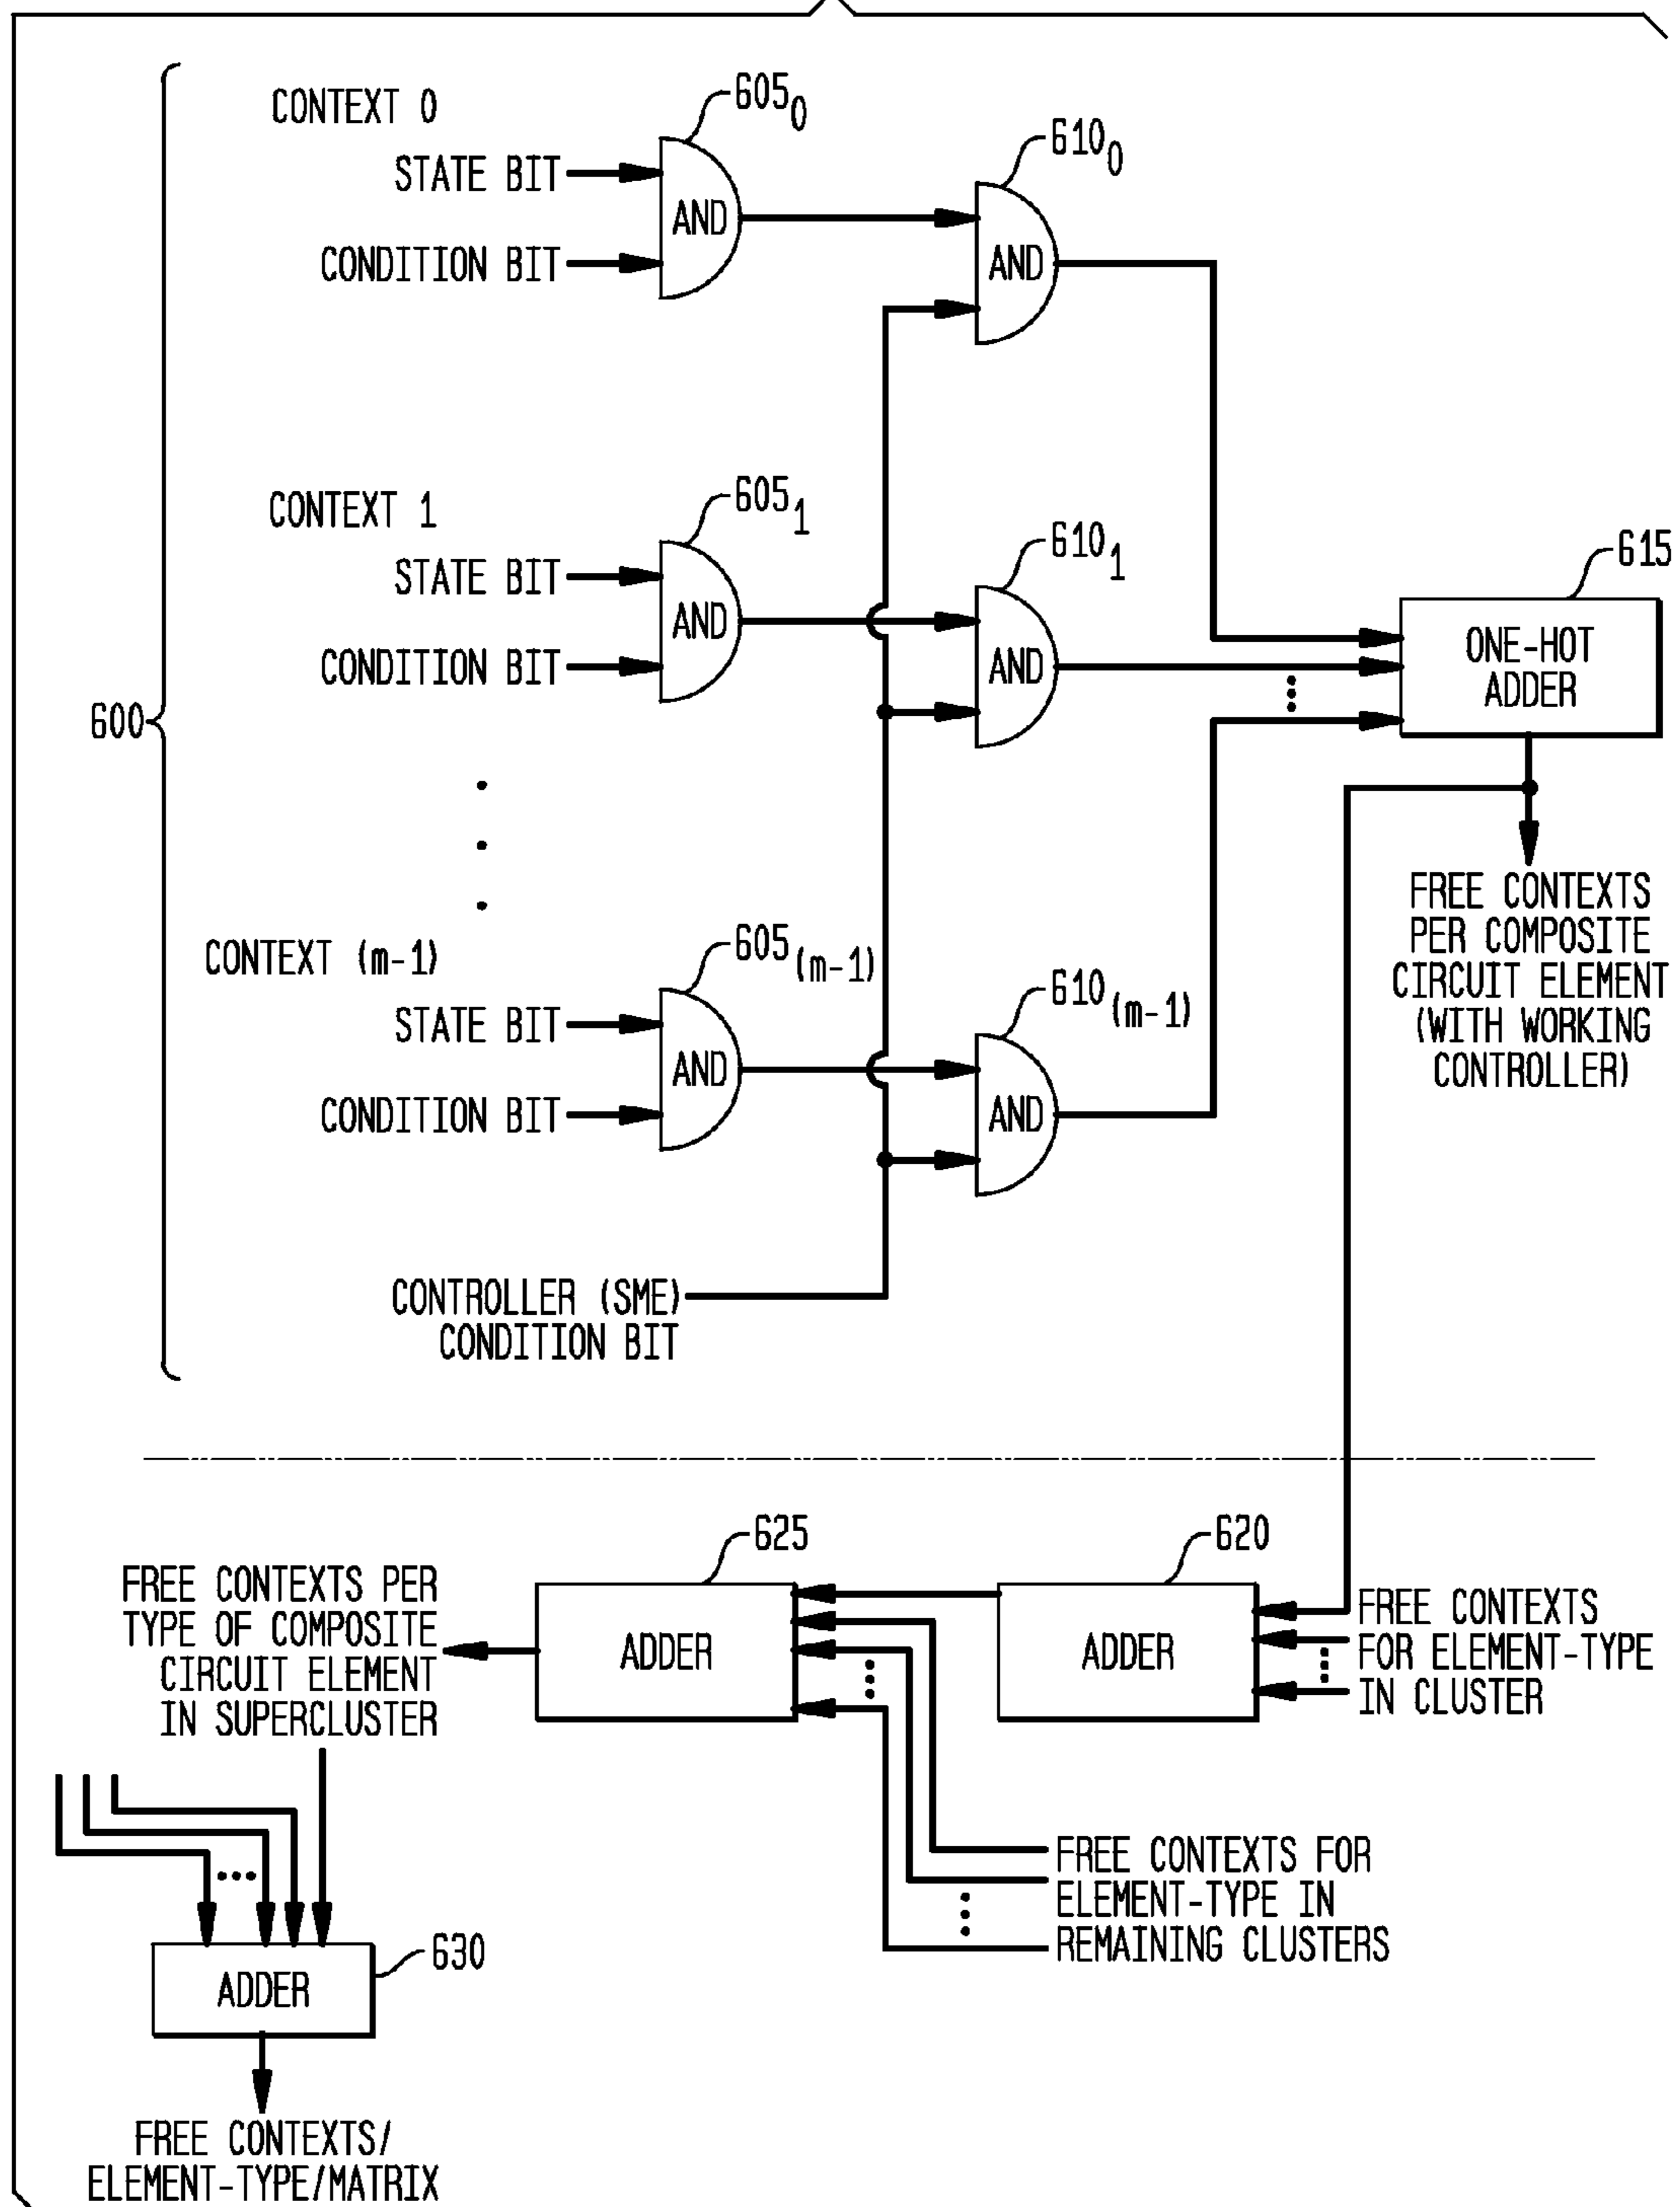 CONTEXT 0
605₀
STATE BIT
CONDITION BIT
AND
610₀
AND
CONTEXT 1
605₁
STATE BIT
CONDITION BIT
AND
610₁
AND
615
ONE-HOT
ADDER
600
FREE CONTEXTS
PER COMPOSITE
CIRCUIT ELEMENT
(WITH WORKING
CONTROLLER)
CONTEXT (m-1)
605(m-1)
STATE BIT
CONDITION BIT
AND
610(m-1)
AND
CONTROLLER (SME)
CONDITION BIT
FREE CONTEXTS PER
TYPE OF COMPOSITE
CIRCUIT ELEMENT
IN SUPERCLUSTER
625
ADDER
620
ADDER
FREE CONTEXTS
FOR ELEMENT-TYPE
IN CLUSTER
FREE CONTEXTS FOR
ELEMENT-TYPE IN
REMAINING CLUSTERS
630
ADDER
FREE CONTEXTS/
ELEMENT-TYPE/MATRIX